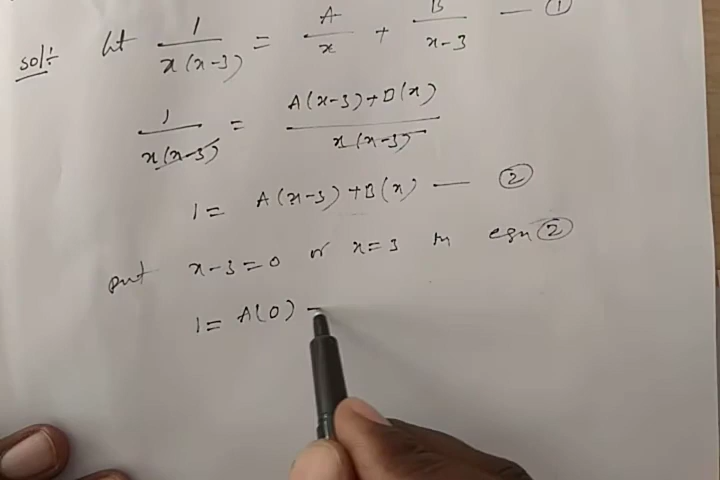 sol: let 1/x(x-3) = A/x + B/x-3 — ①
1/x(x-3) = A(x-3)+B(x)/x(x-3)
1 = A(x-3)+B(x) — ②
put x-3=0 or x=3 in eqn ②
1 = A(0) -